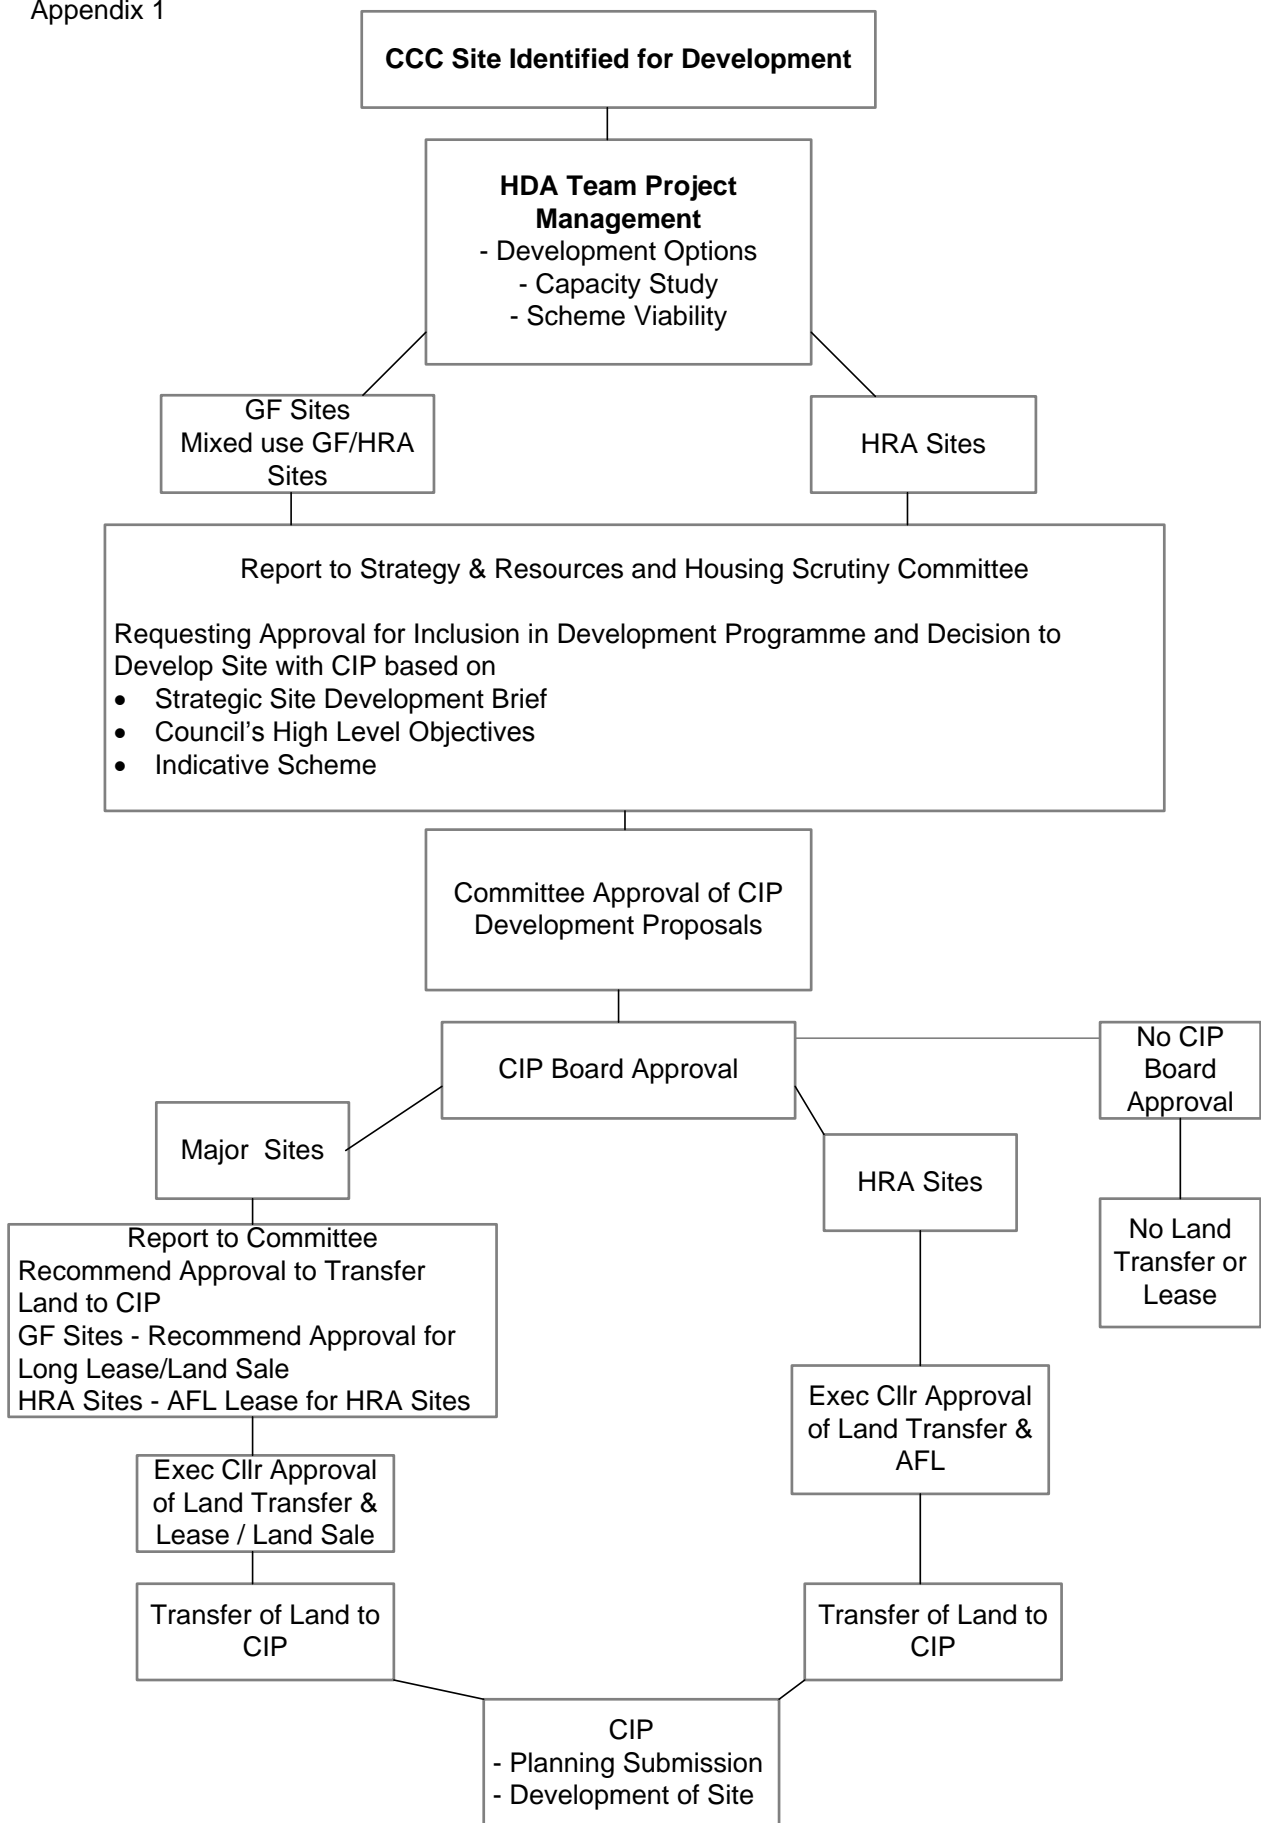 Appendix 1
CCC Site Identified for Development
HDA Team Project
Management
- Development Options
- Capacity Study
- Scheme Viability
GF Sites
Mixed use GF/HRA
Sites
HRA Sites
Report to Strategy & Resources and Housing Scrutiny Committee
Requesting Approval for Inclusion in Development Programme and Decision to
Develop Site with CIP based on
• Strategic Site Development Brief
• Council's High Level Objectives
• Indicative Scheme
Committee Approval of CIP
Development Proposals
CIP Board Approval
No CIP
Board
Approval
Major Sites
HRA Sites
No Land
Transfer or
Lease
Report to Committee
Recommend Approval to Transfer
Land to CIP
GF Sites - Recommend Approval for
Long Lease/Land Sale
HRA Sites - AFL Lease for HRA Sites
Exec Cllr Approval
of Land Transfer &
AFL
Exec Cllr Approval
of Land Transfer &
Lease / Land Sale
Transfer of Land to
CIP
Transfer of Land to
CIP
CIP
- Planning Submission
- Development of Site